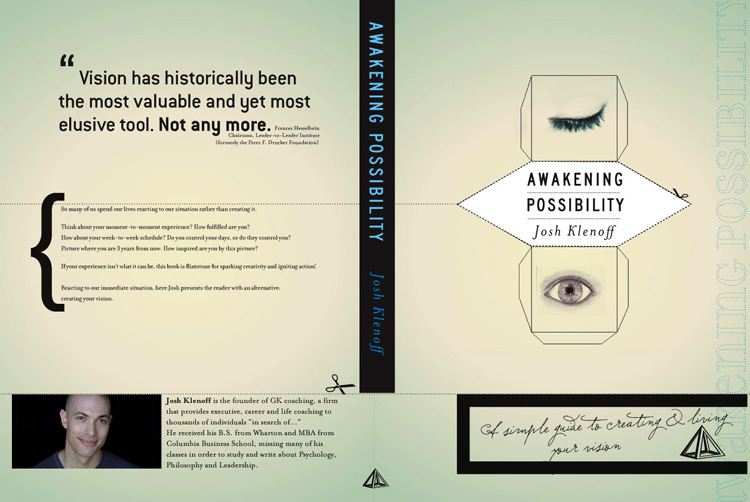 “ Vision has historically been
the most valuable and yet most
elusive tool. Not any more.
Frances Hesselbein
Chairman, Leader-to-Leader Institute
(formerly the Peter F. Drucker Foundation)
So many of us spend our lives reacting to our situation rather than creating it.
Think about your moment-to-moment experience? How fulfilled are you?
How about your week-to-week schedule? Do you control your days, or do they control you?
Picture where you are 3 years from now. How inspired are you by this picture?
If your experience isn't what it can be, this book is flintstone for sparking creativity and igniting action!
Reacting to our immediate situation, here Josh presents the reader with an alternative:
creating your vision.
Josh Klenoff is the founder of GK coaching, a firm
that provides executive, career and life coaching to
thousands of individuals "in search of..."
He received his B.S. from Wharton and MBA from
Columbia Business School, missing many of his
classes in order to study and write about Psychology,
Philosophy and Leadership.
AWAKENING POSSIBILITY
Josh Klenoff
AWAKENING
POSSIBILITY
Josh Klenoff
A simple guide to creating & living
your vision
awakening POSSIBILITY